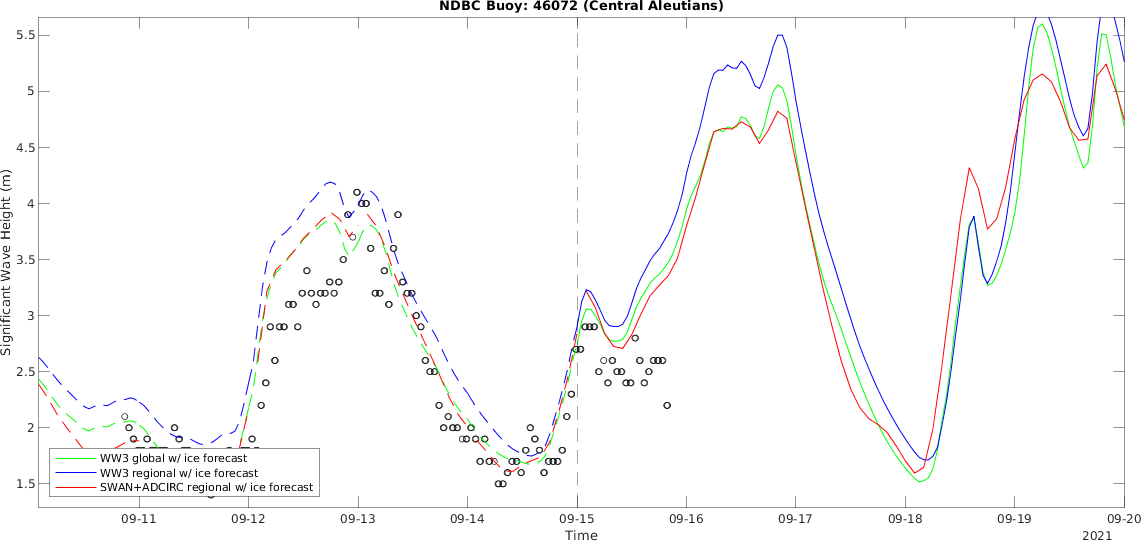 NDBC Buoy: 46072 (Central Aleutians)
5.5
5
4.5
4
3.5
3
2.5
2
1.5
Significant Wave Height (m)
WW3 global w/ ice forecast
WW3 regional w/ ice forecast
SWAN+ADCIRC regional w/ ice forecast
09-11 09-12 09-13 09-14 09-15 09-16 09-17 09-18 09-19 09-20
Time
2021